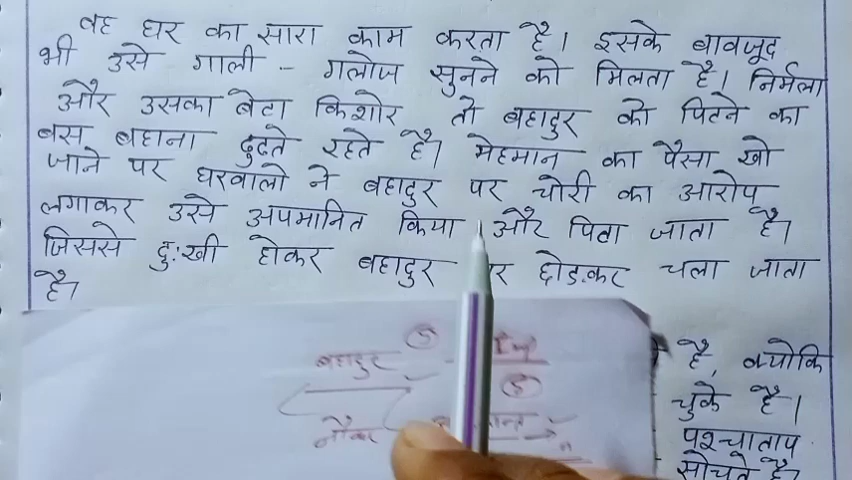 वह घर का सारा काम करता है। इसके बावजूद
भी उसे गाली - गलोज सुनने को मिलता है। निर्मला
और उसका बेटा किशोर तो बहादुर को पिटने का
बस बहाना ढुढते रहते है। मेहमान का पैसा खो
जाने पर घरवालो ने बहादुर पर चोरी का आरोप
लगाकर उसे अपमानित किया और पिटा जाता है।
जिससे दु:खी होकर बहादुर छोड़कर चला जाता
है।
है, क्योकि
चुके है।
पश्चाताप
सोचते है।
बहादुर
नौकर